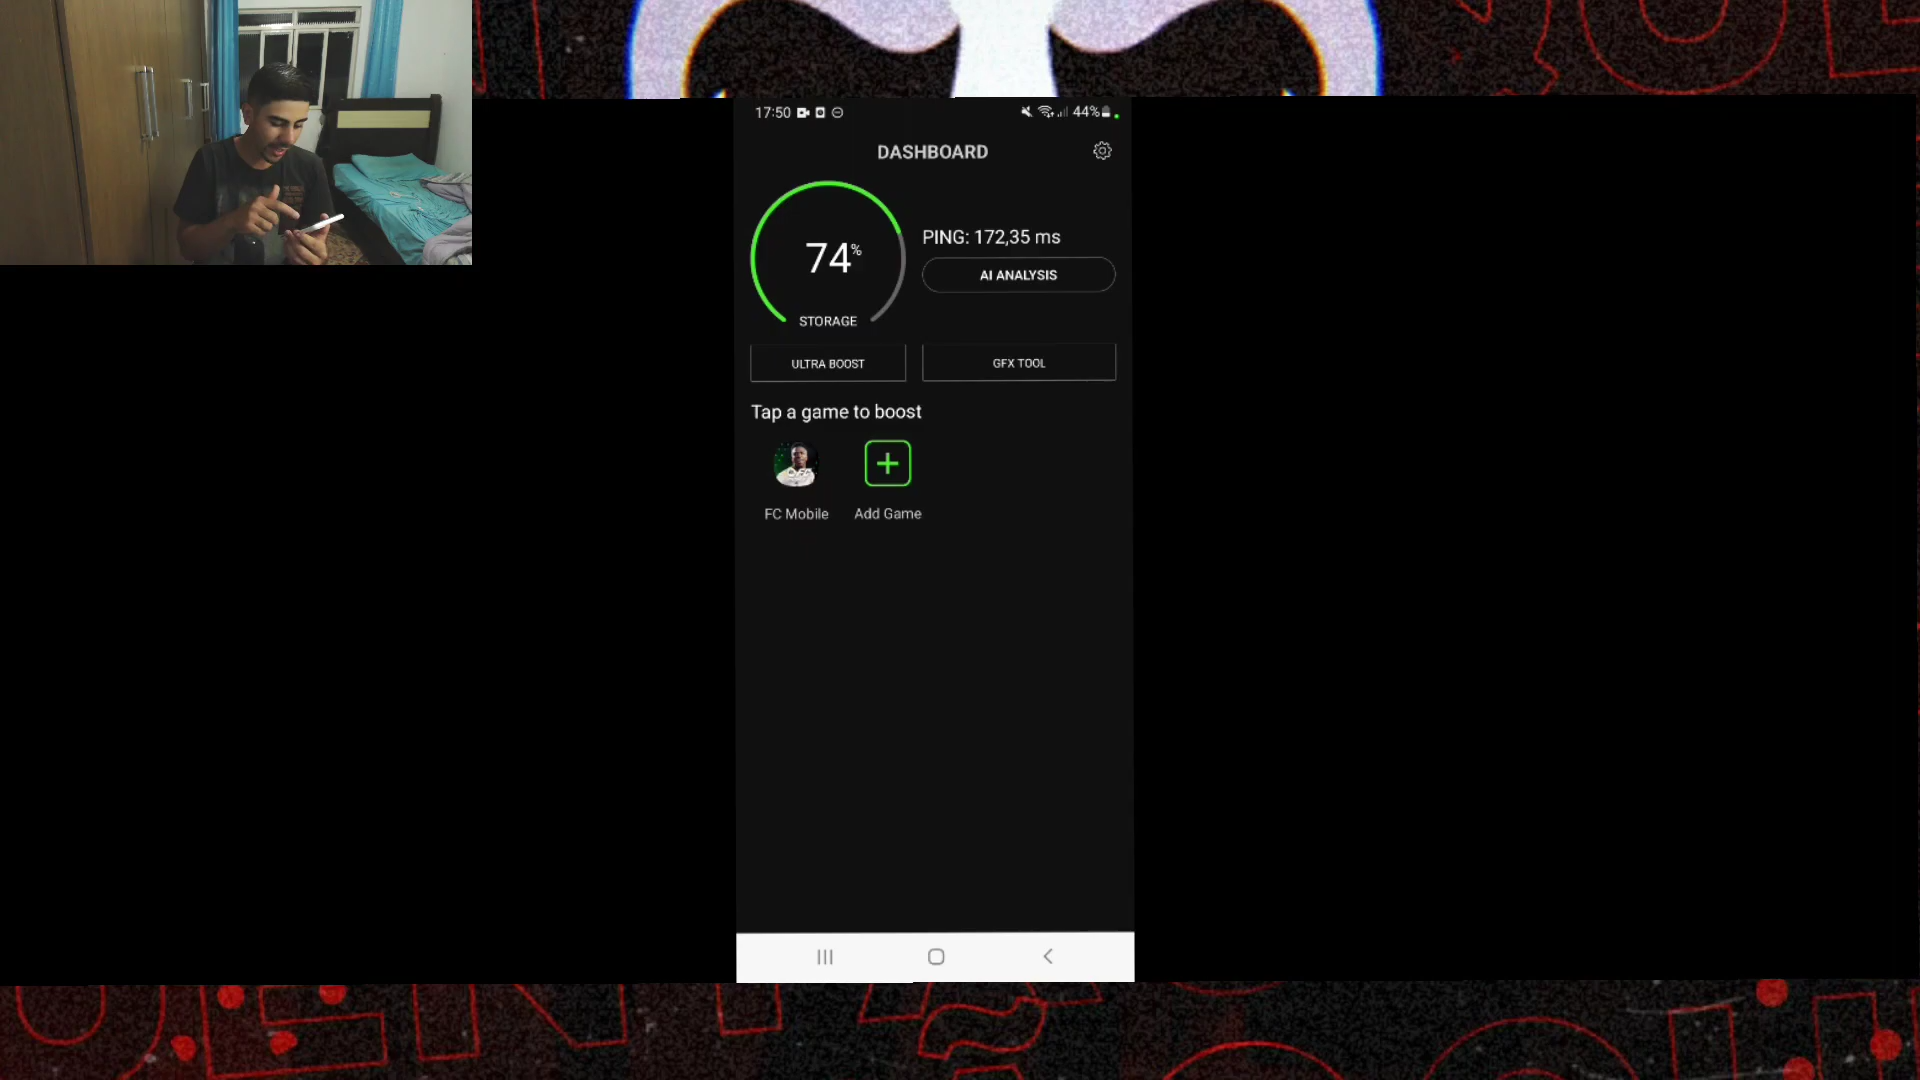 17:50
44%
DASHBOARD
74%
STORAGE
PING: 172,35 ms
AI ANALYSIS
ULTRA BOOST
GFX TOOL
Tap a game to boost
FC Mobile
Add Game